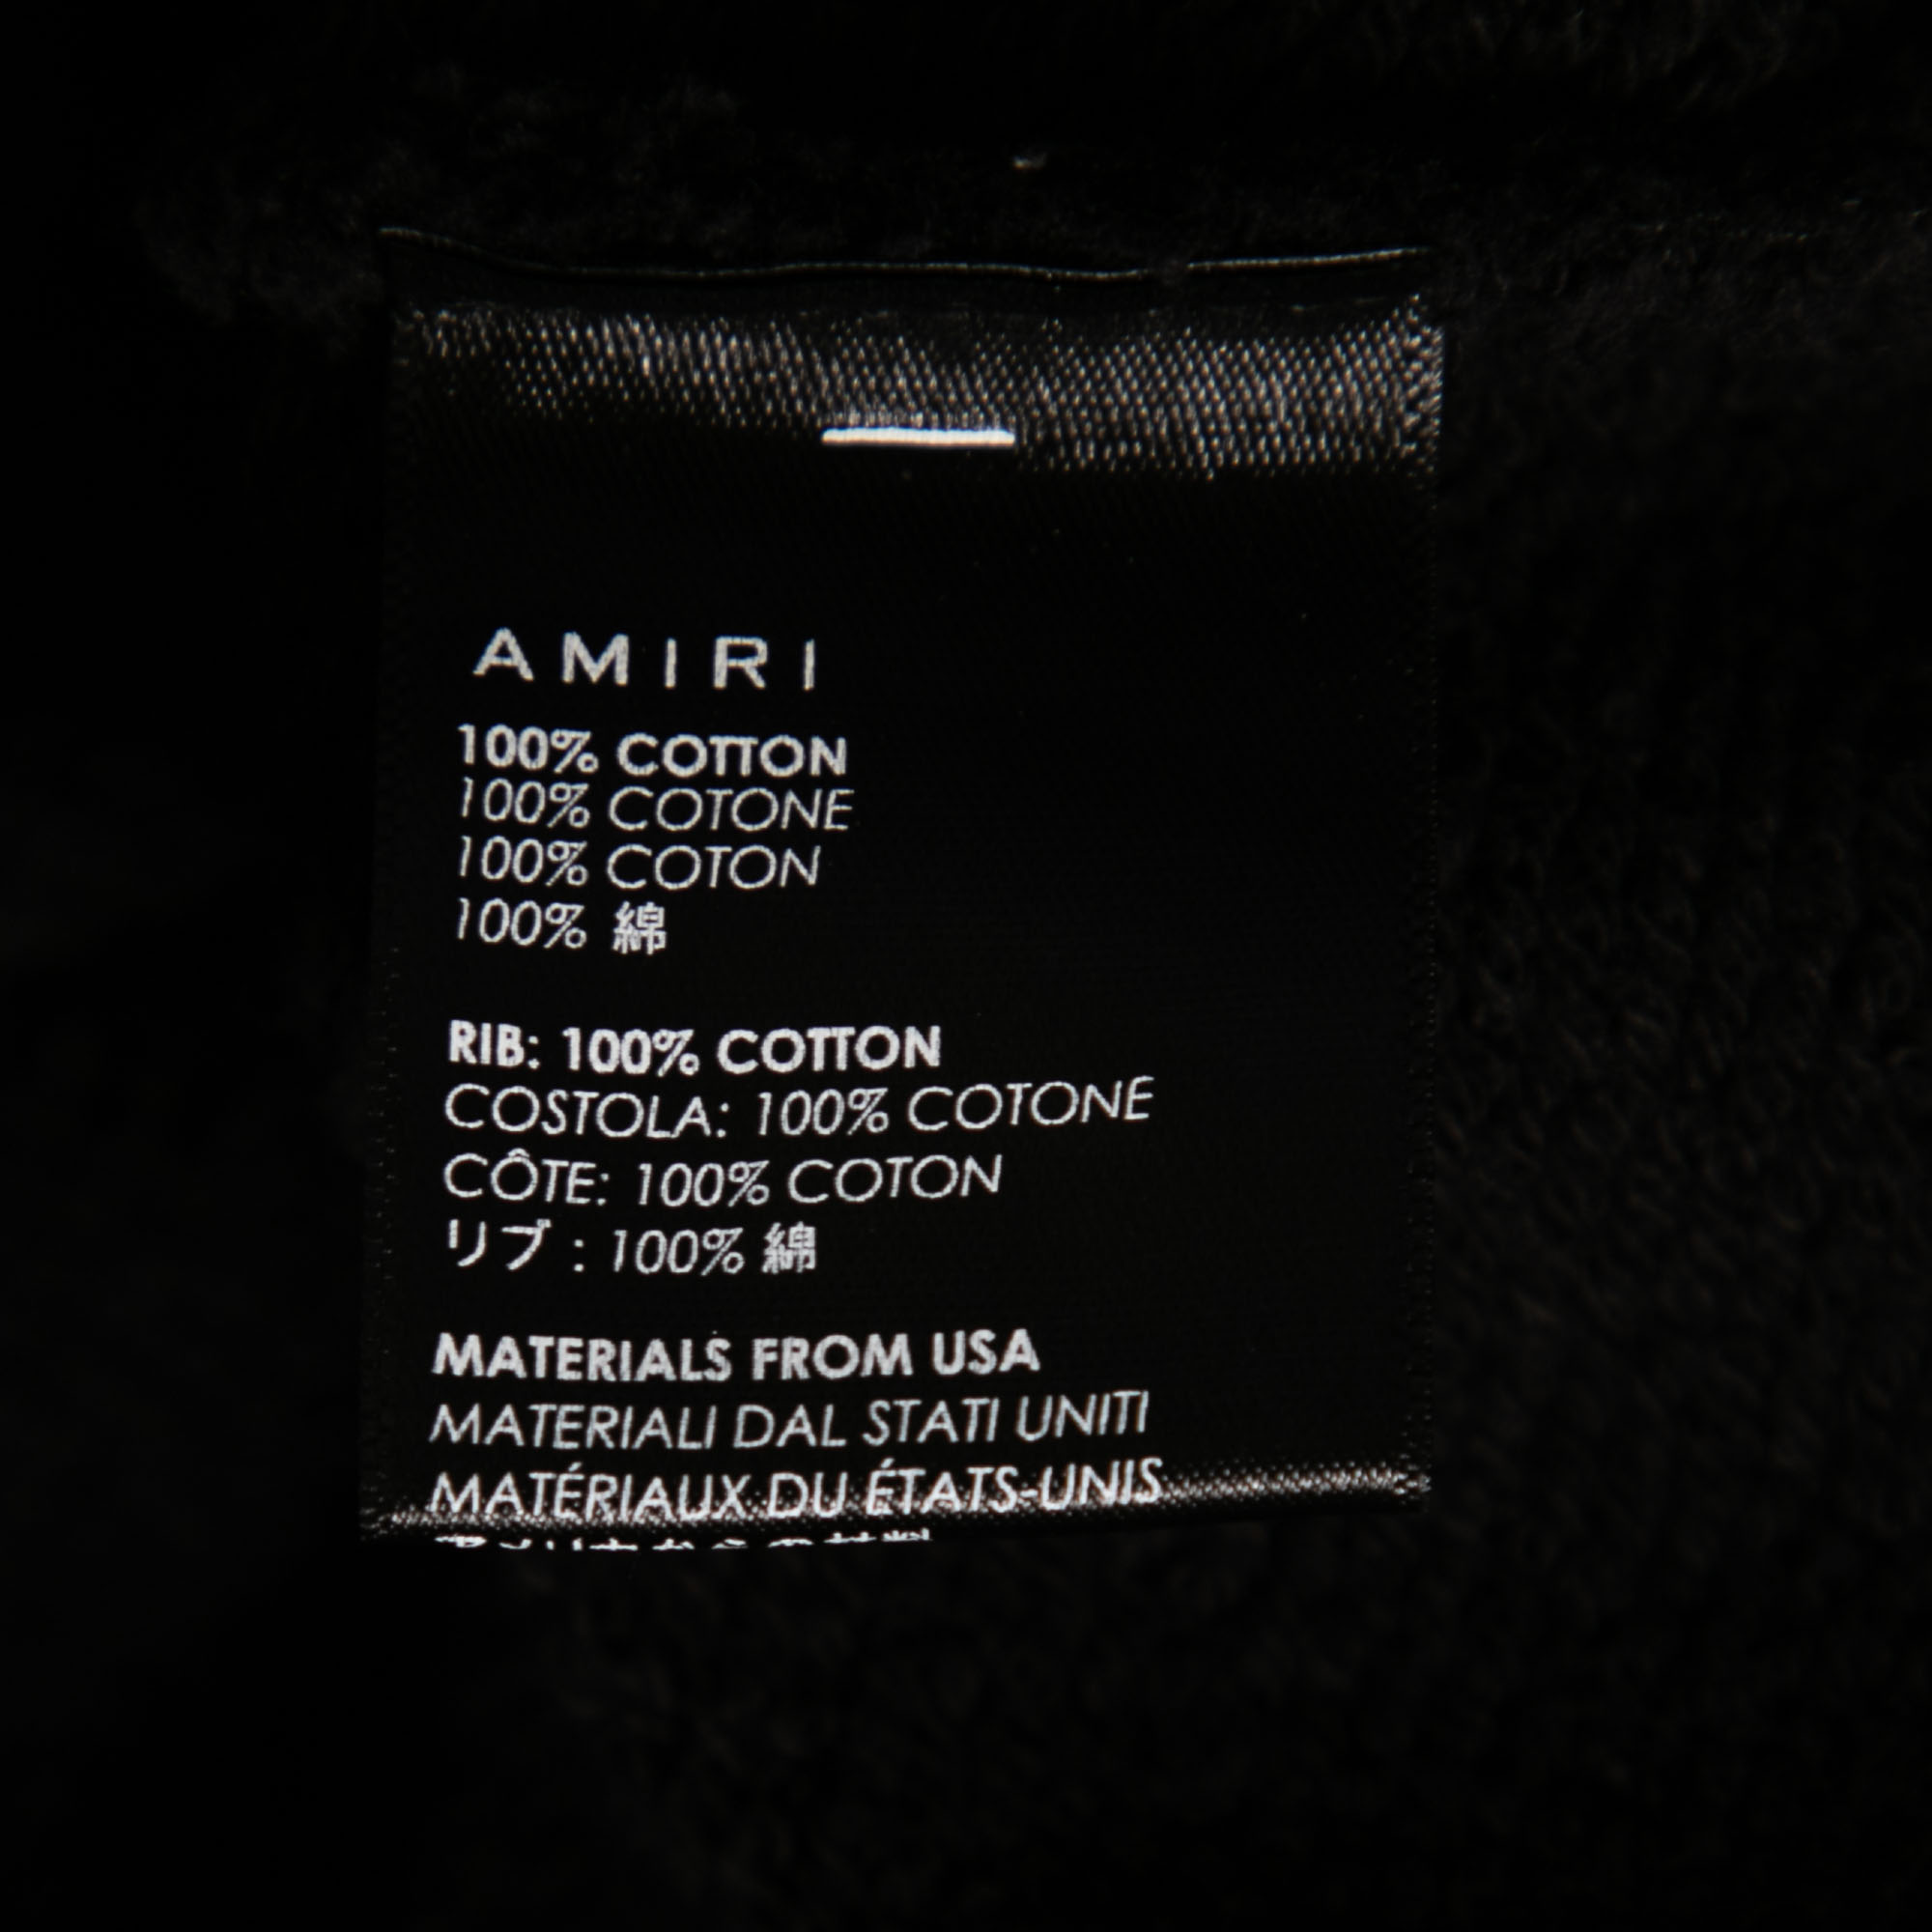 AMIRI
100% COTTON
100% COTONE
100% COTON
100% 綿
RIB: 100% COTTON
COSTOLA: 100% COTONE
CÔTE: 100% COTON
リブ : 100% 綿
MATERIALS FROM USA
MATERIALI DAL STATI UNITI
MATÉRIAUX DU ÉTATS-UNIS